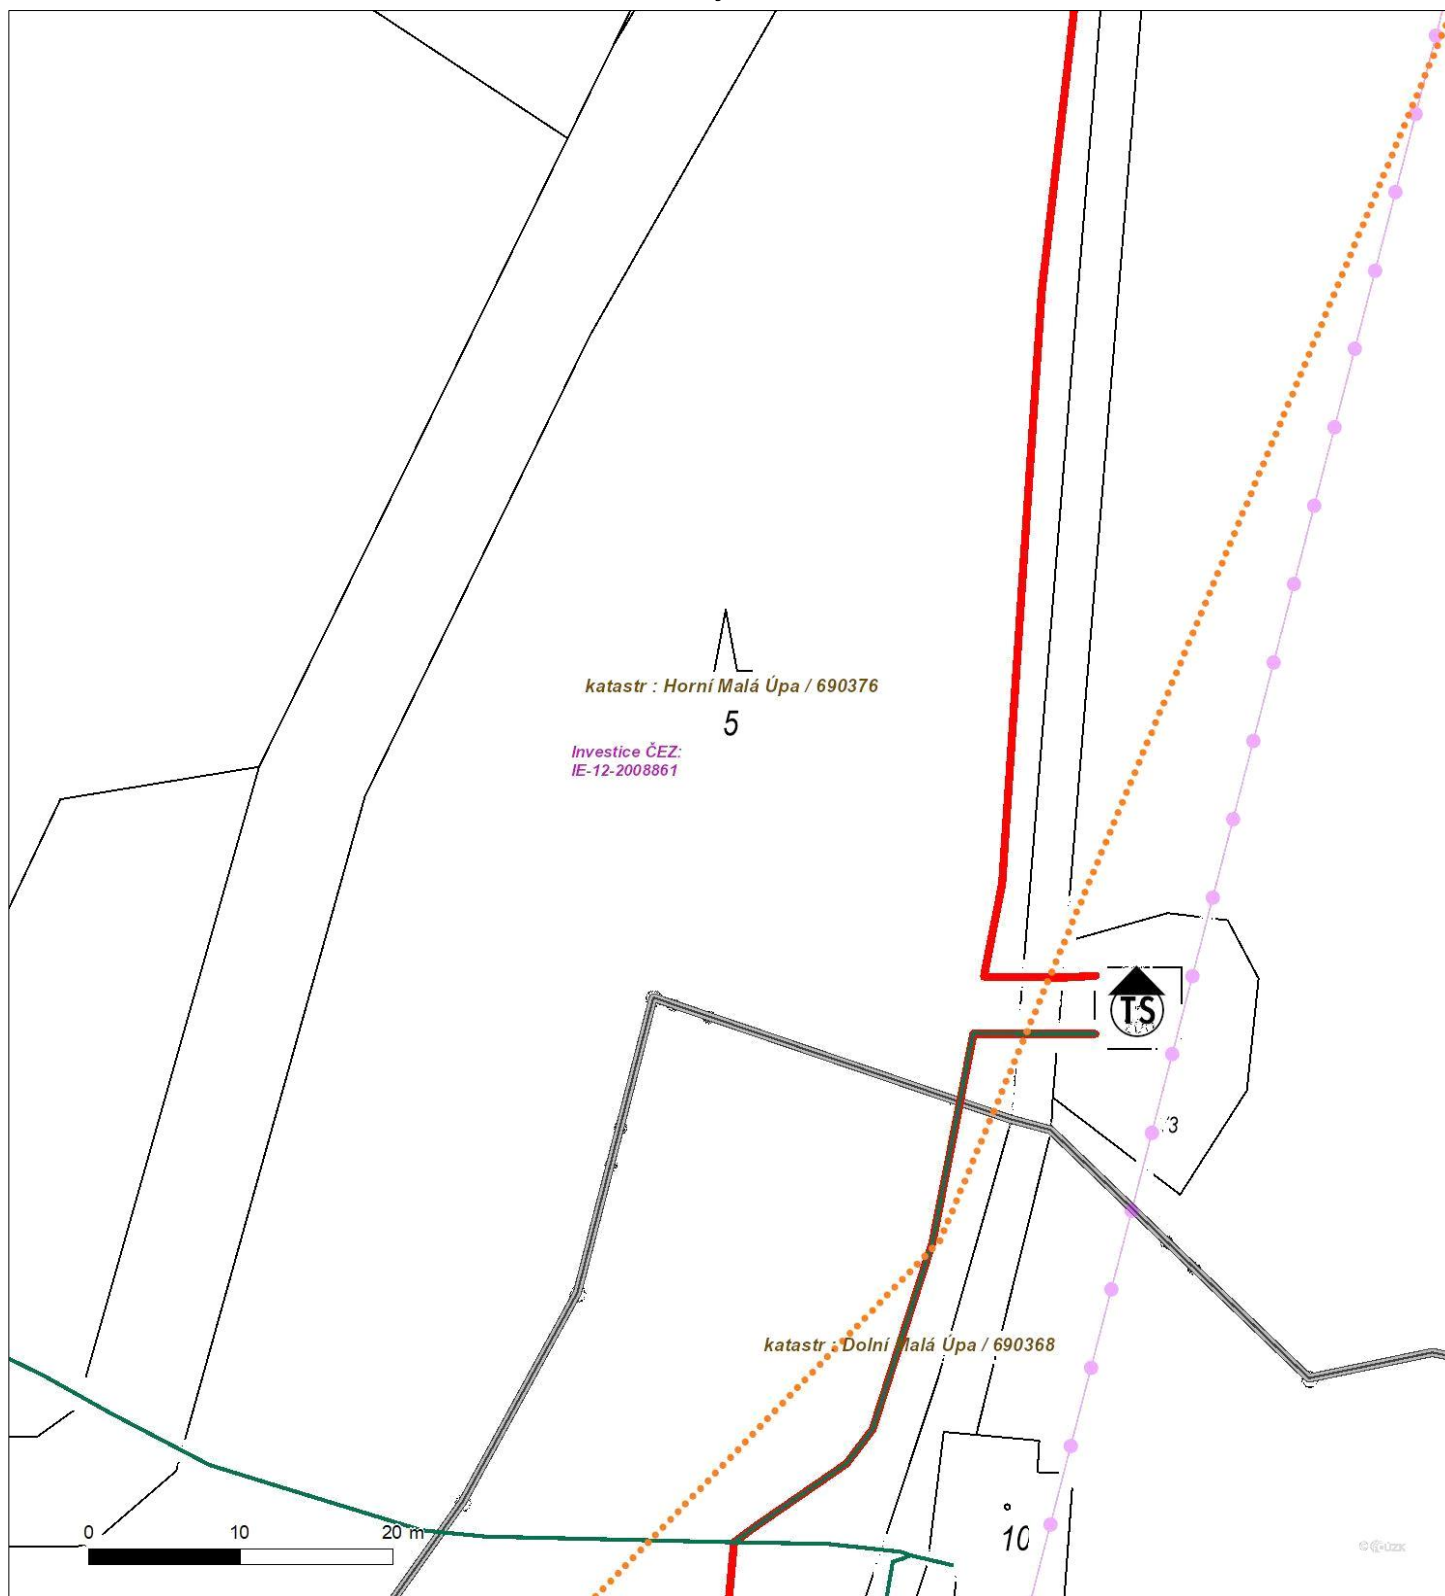 katastr : Horní Malá Úpa / 690376
5
Investice ČEZ:
IE-12-2008861
TS
/3
katastr : Dolní Malá Úpa / 690368
0 10 20 m
10